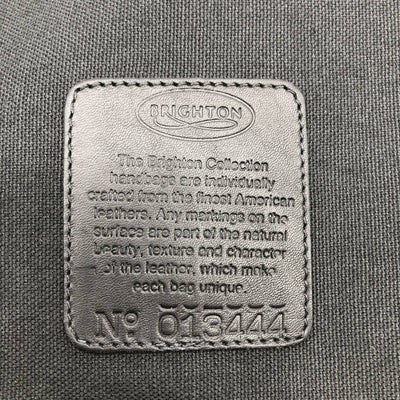 BRIGHTON
The Brighton Collection
handbags are individually
crafted from the finest American
leathers. Any markings on the
surface are part of the natural
beauty, texture and character
of the leather, which make
each bag unique.
No 013444